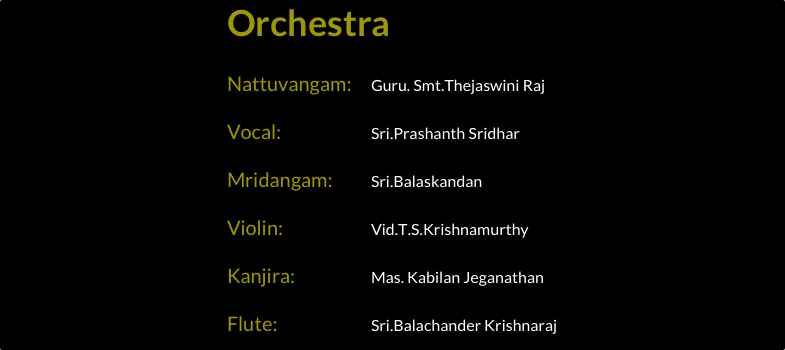 Orchestra
Nattuvangam: Guru. Smt.Thejaswini Raj
Vocal: Sri.Prashanth Sridhar
Mridangam: Sri.Balaskandan
Violin: Vid.T.S.Krishnamurthy
Kanjira: Mas. Kabilan Jeganathan
Flute: Sri.Balachander Krishnaraj